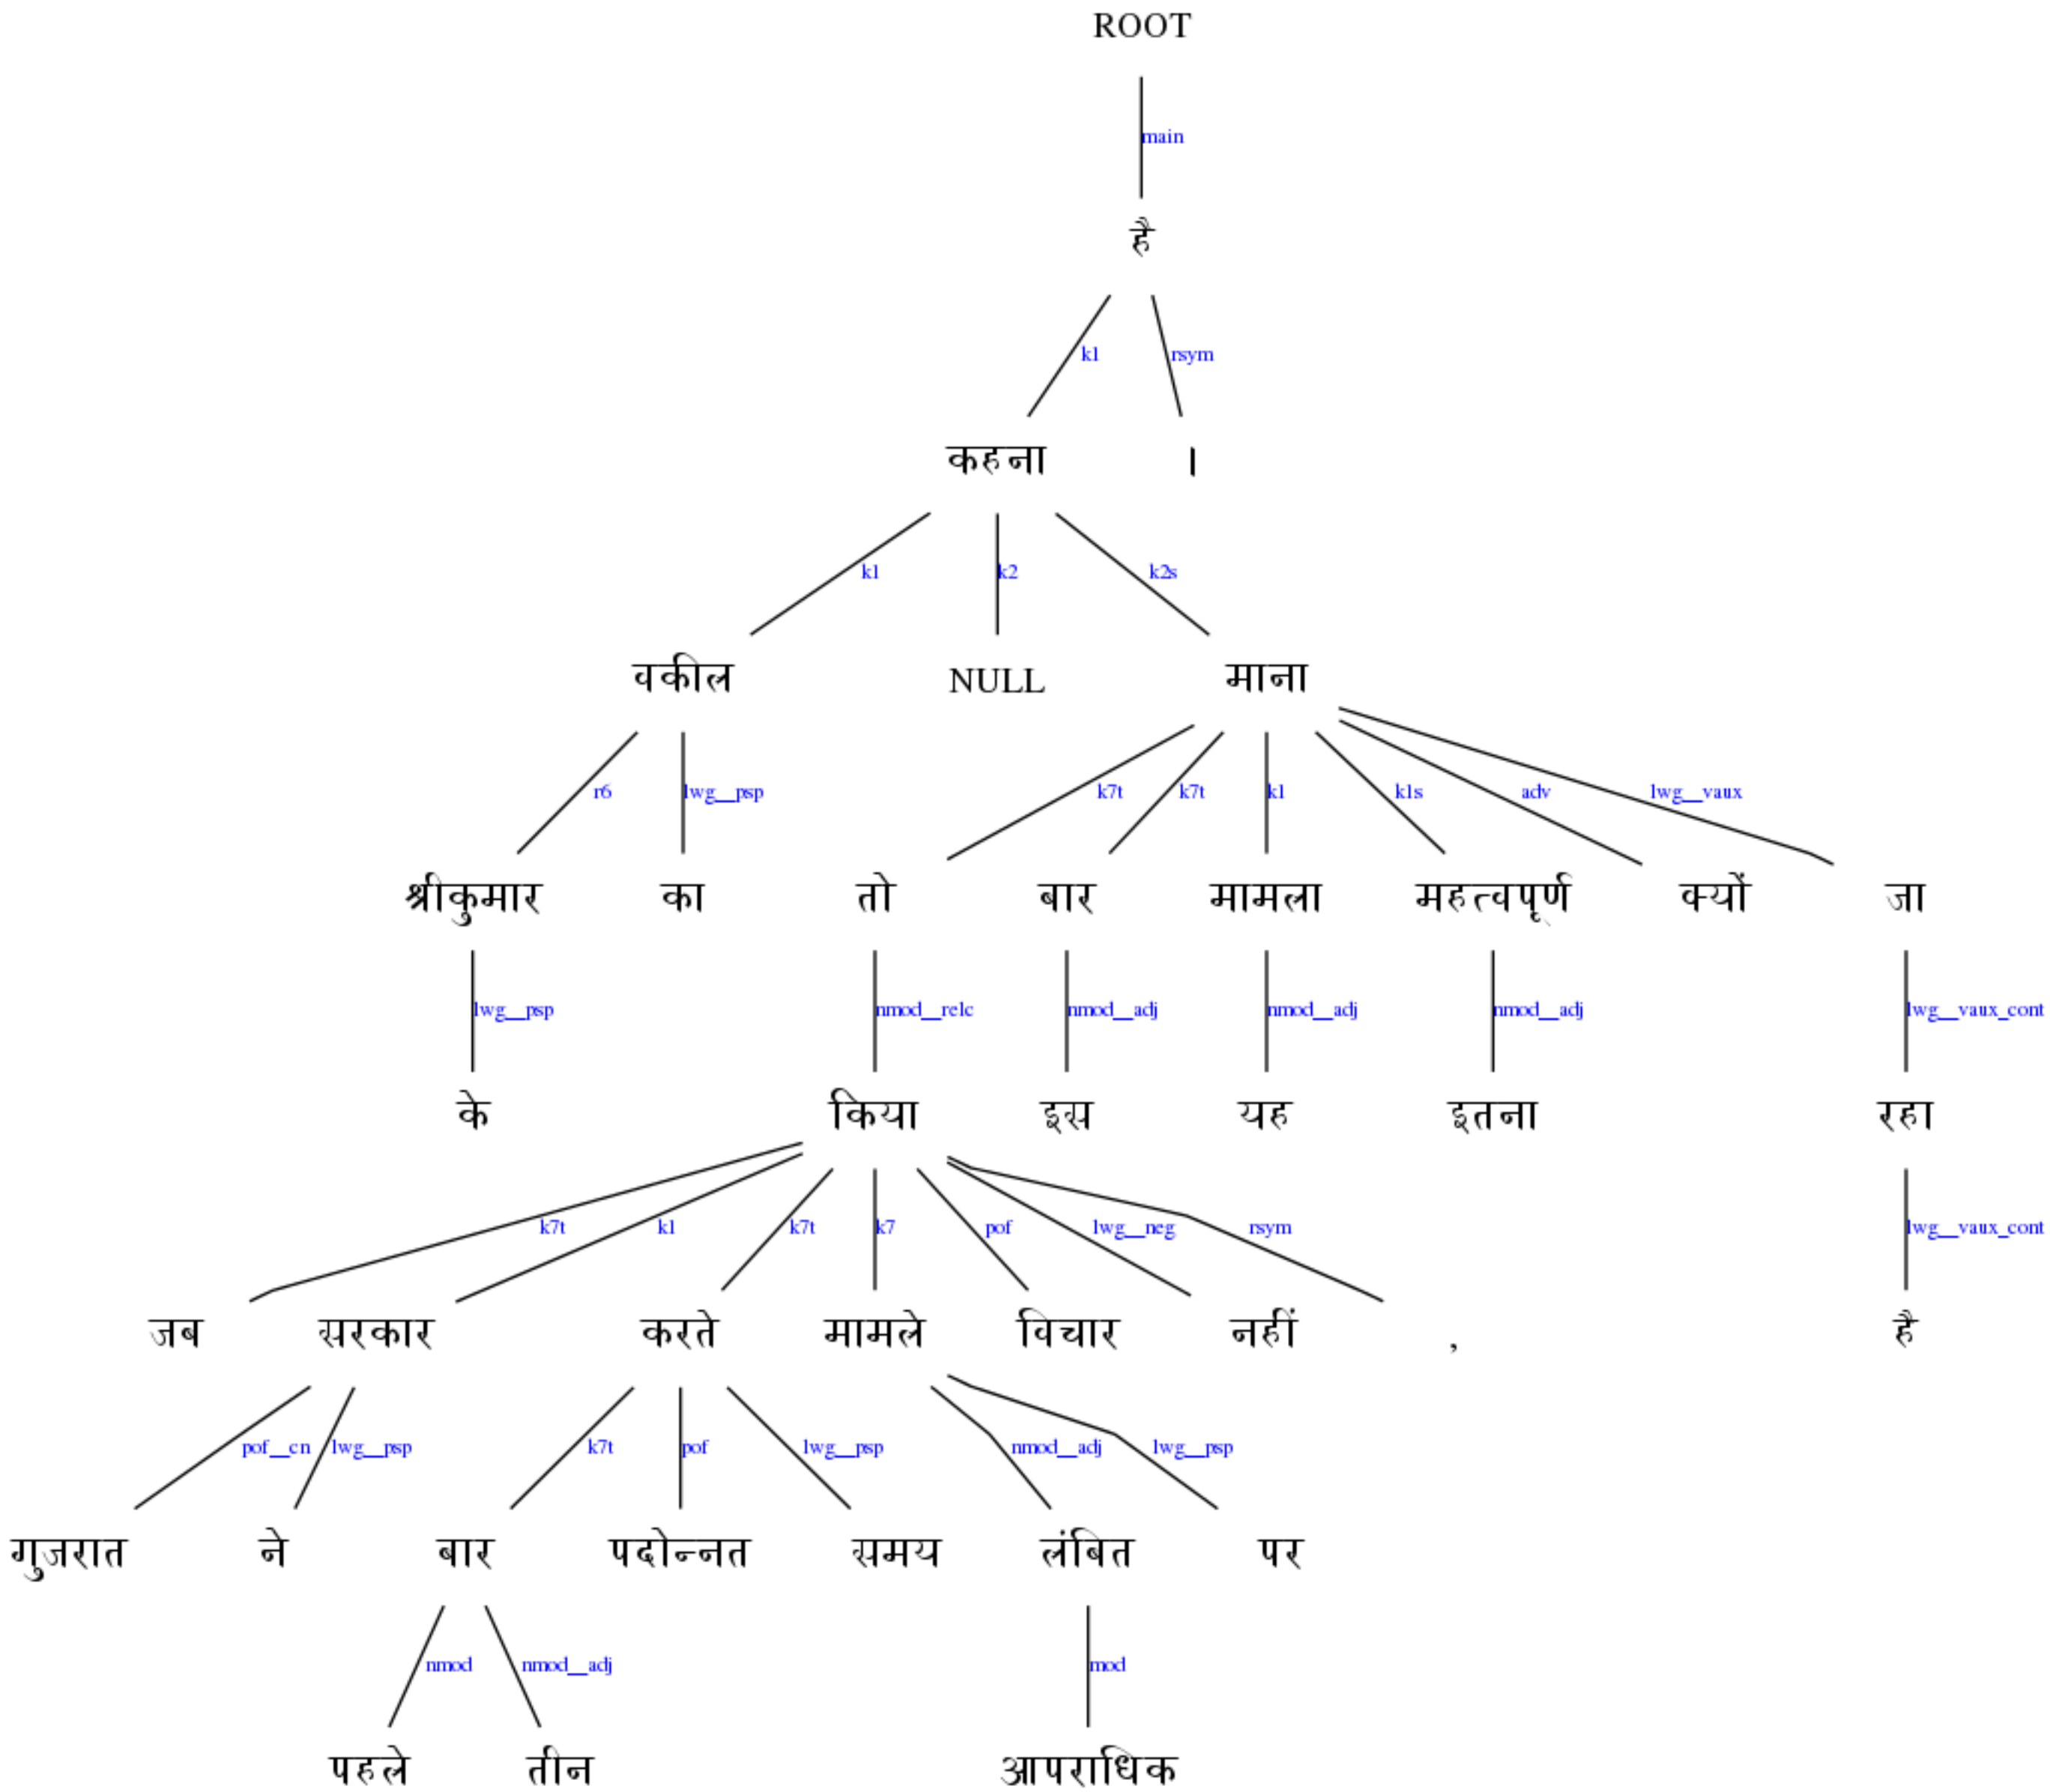 ROOT
main
है
k1 rsym
कहना ।
k1 k2 k2s
वकील NULL माना
r6 lwg__psp k7t k7t k1 k1s adv lwg__vaux
श्रीकुमार का तो बार मामला महत्वपूर्ण क्यों जा
lwg__psp nmod__relc nmod__adj nmod__adj nmod__adj lwg__vaux_cont
के किया इस यह इतना रहा
k7t k1 k7t k7 pof lwg__neg rsym lwg__vaux_cont
जब सरकार करते मामले विचार नहीं , है
pof__cn lwg__psp k7t pof lwg__psp nmod__adj lwg__psp
गुजरात ने बार पदोन्नत समय लंबित पर
nmod nmod__adj mod
पहले तीन आपराधिक